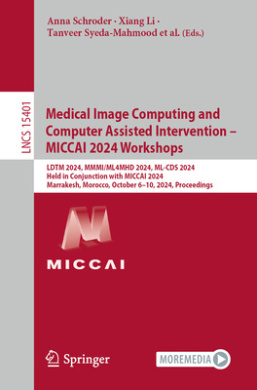 Anna Schroder · Xiang Li ·
Tanveer Syeda-Mahmood et al. (Eds.)
LNCS 15401
Medical Image Computing and
Computer Assisted Intervention –
MICCAI 2024 Workshops
LDTM 2024, MMMI/ML4MHD 2024, ML-CDS 2024
Held in Conjunction with MICCAI 2024
Marrakesh, Morocco, October 6–10, 2024, Proceedings
MICCAI
Springer
MOREMEDIA